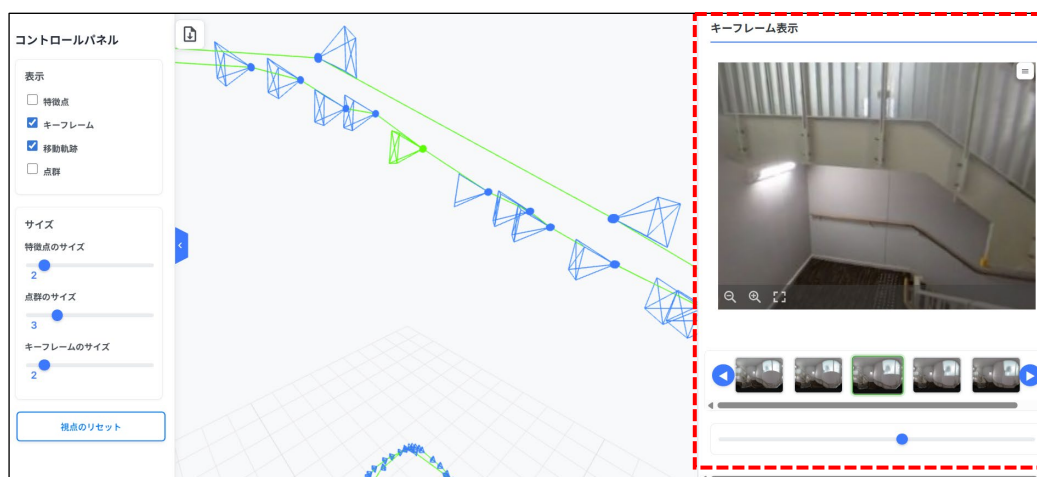 コントロールパネル
表示
特徴点
キーフレーム
移動軌跡
点群
サイズ
特徴点のサイズ
2
点群のサイズ
3
キーフレームのサイズ
2
視点のリセット
キーフレーム表示